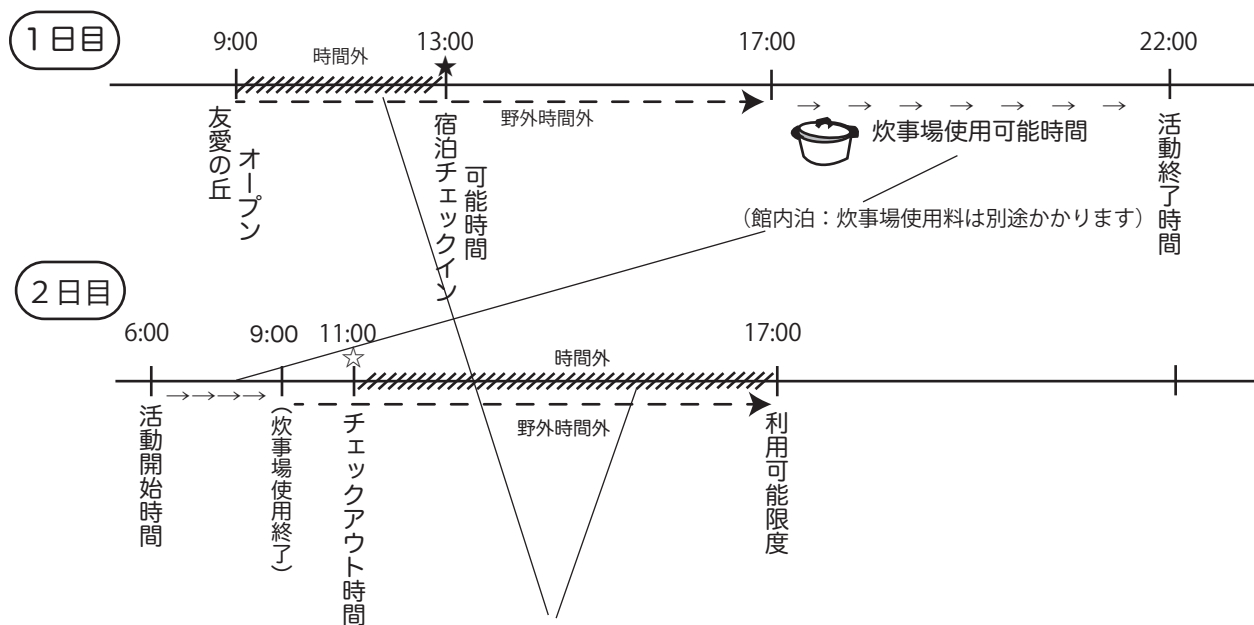 1日目
9:00
時間外
13:00
★
17:00
22:00
友愛の丘
オープン
宿泊チェックイン
可能時間
野外時間外
炊事場使用可能時間
活動終了時間
（館内泊：炊事場使用料は別途かかります）
2日目
6:00
9:00
11:00
☆
時間外
17:00
活動開始時間
（炊事場使用終了）
チェックアウト時間
野外時間外
利用可能限度